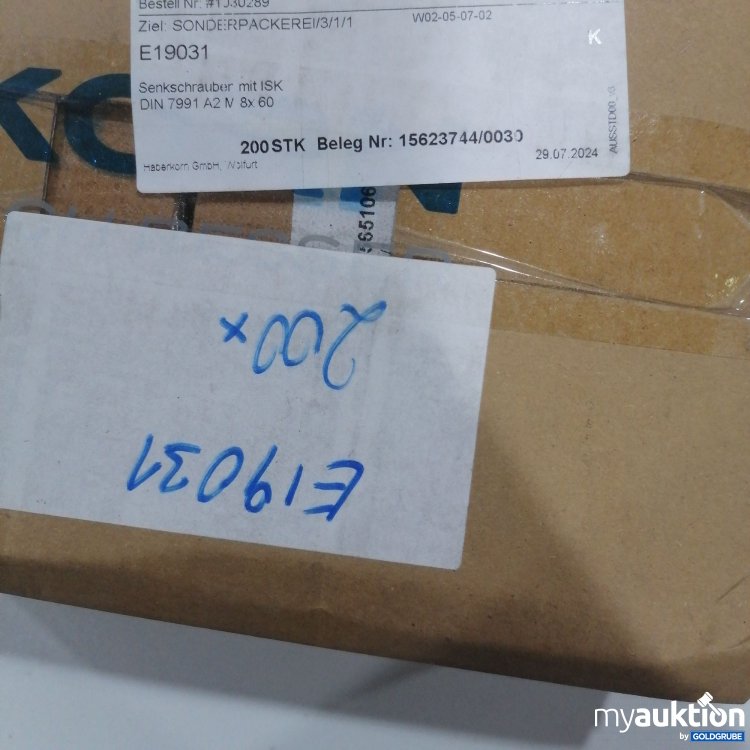 Bestell Nr: #1J30289
Ziel: SONDERPACKEREI/3/1/1
W02-05-07-02
E19031
K
Senkschrauben mit ISK
DIN 7991 A2 M 8x 60
200 STK Beleg Nr: 15623744/0030
29.07.2024
Haberkorn GmbH, Wolfurt
200x
E19031
myauktion
by GOLDGRUBE